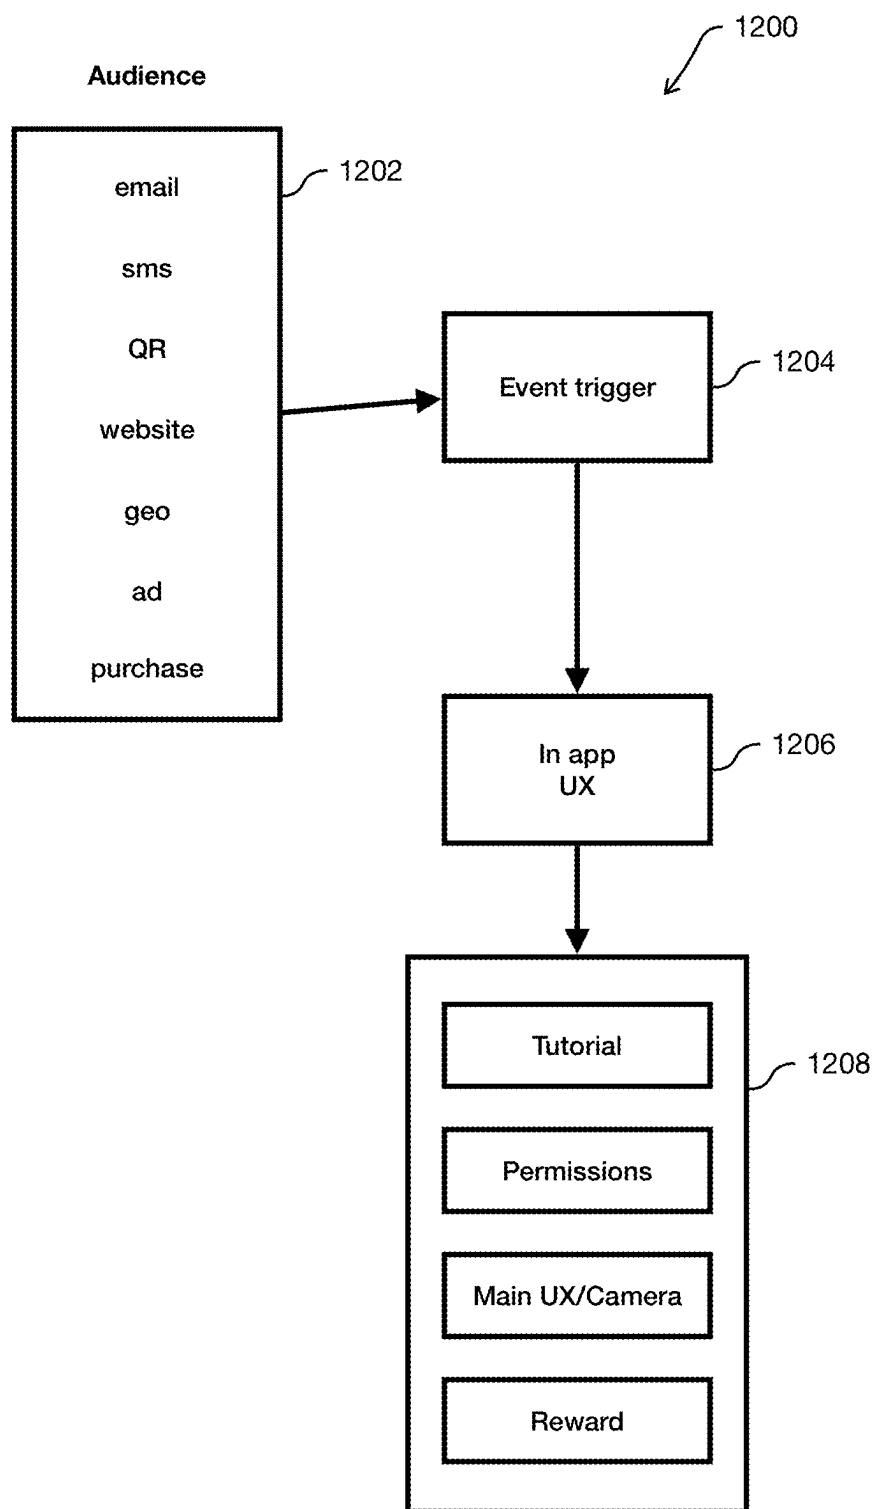 1200
Audience
1202
email
sms
QR
website
geo
ad
purchase
1204
Event trigger
1206
In app
UX
1208
Tutorial
Permissions
Main UX/Camera
Reward